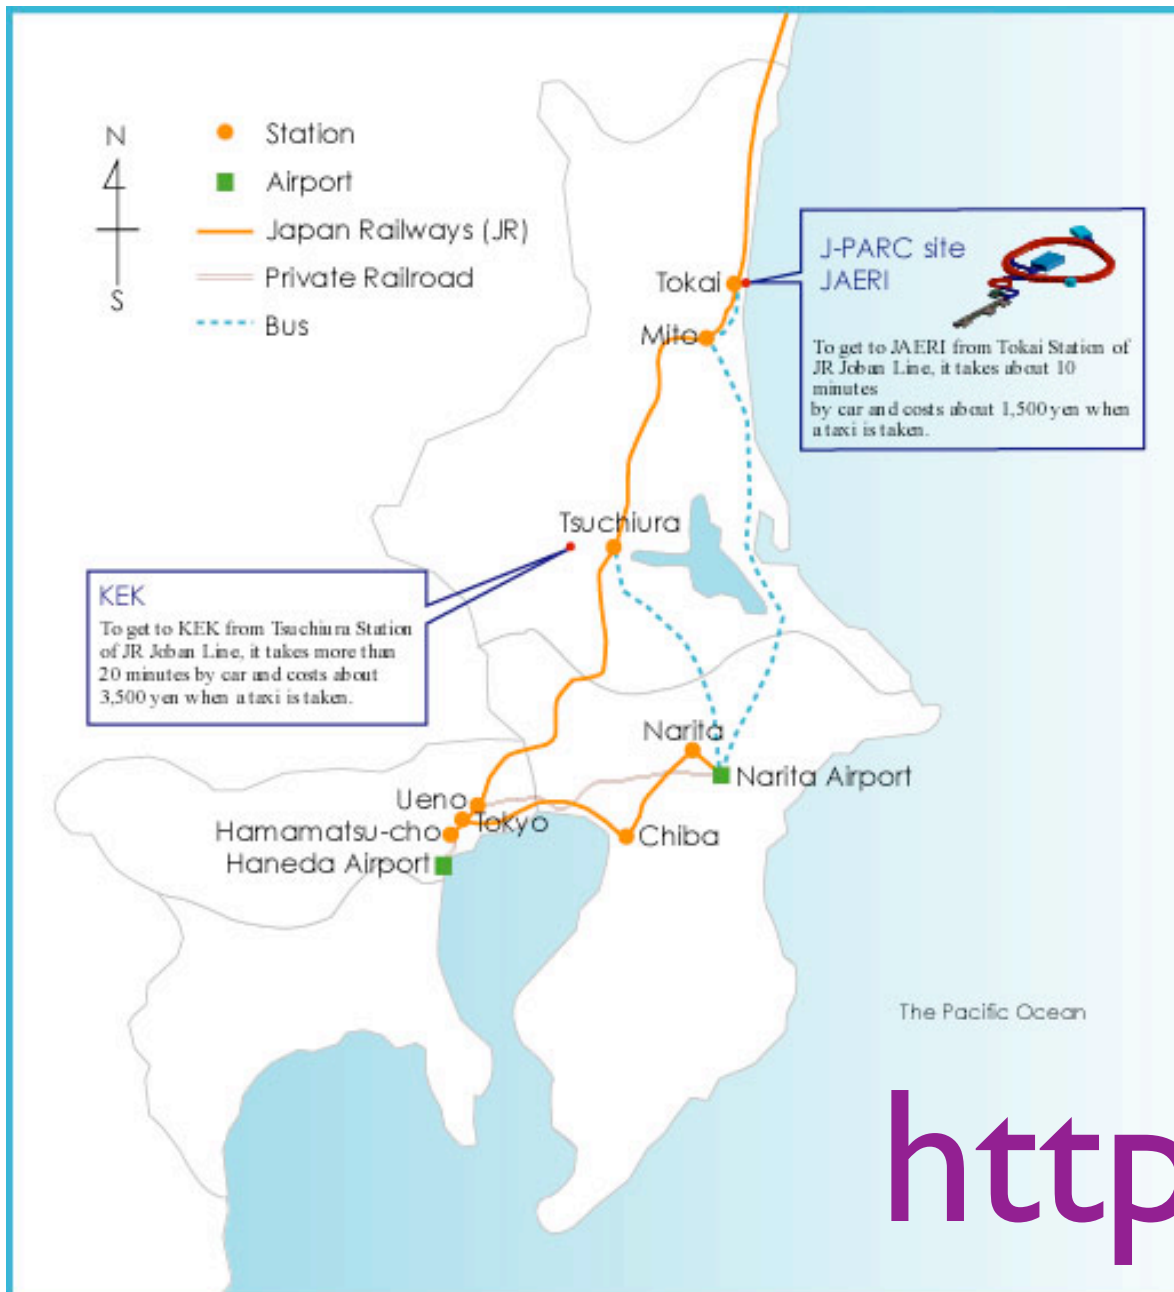 N
S
Station
Airport
Japan Railways (JR)
Private Railroad
Bus
J-PARC site
JAERI
To get to JAERI from Tokai Station of
JR Joban Line, it takes about 10
minutes
by car and costs about 1,500 yen when
a taxi is taken.
Tokai
Mito
Tsuchiura
KEK
To get to KEK from Tsuchiura Station
of JR Joban Line, it takes more than
20 minutes by car and costs about
3,500 yen when a taxi is taken.
Narita
Narita Airport
Ueno
Tokyo
Hamamatsu-cho
Chiba
Haneda Airport
The Pacific Ocean
http